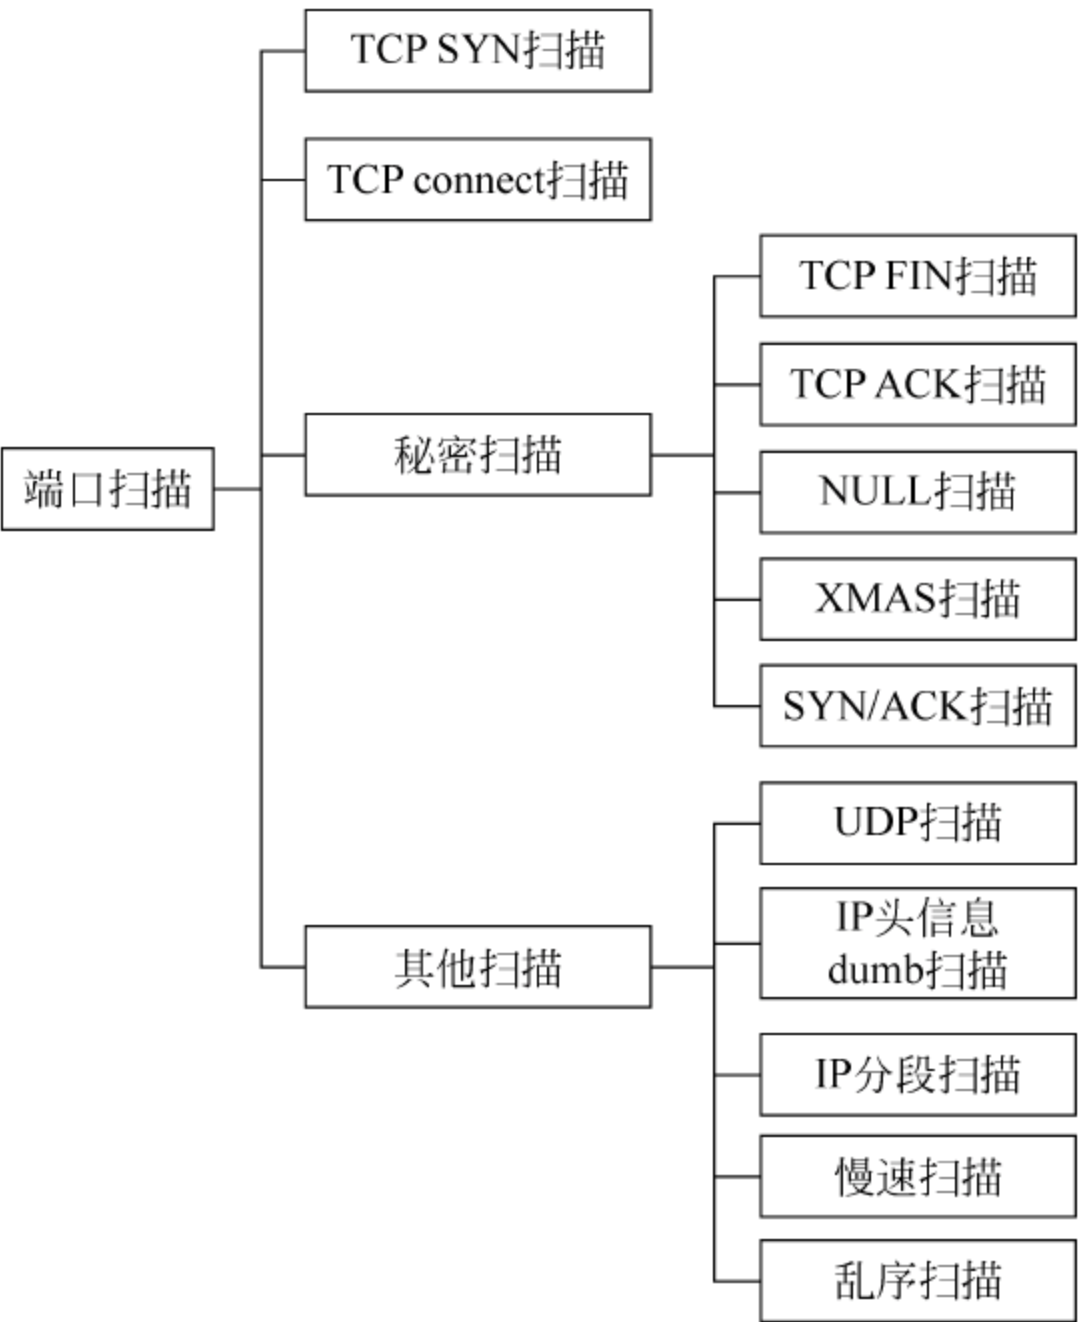 TCP SYN扫描
TCP connect扫描
TCP FIN扫描
TCP ACK扫描
秘密扫描
端口扫描
NULL扫描
XMAS扫描
SYN/ACK扫描
UDP扫描
IP头信息
dumb扫描
其他扫描
IP分段扫描
慢速扫描
乱序扫描